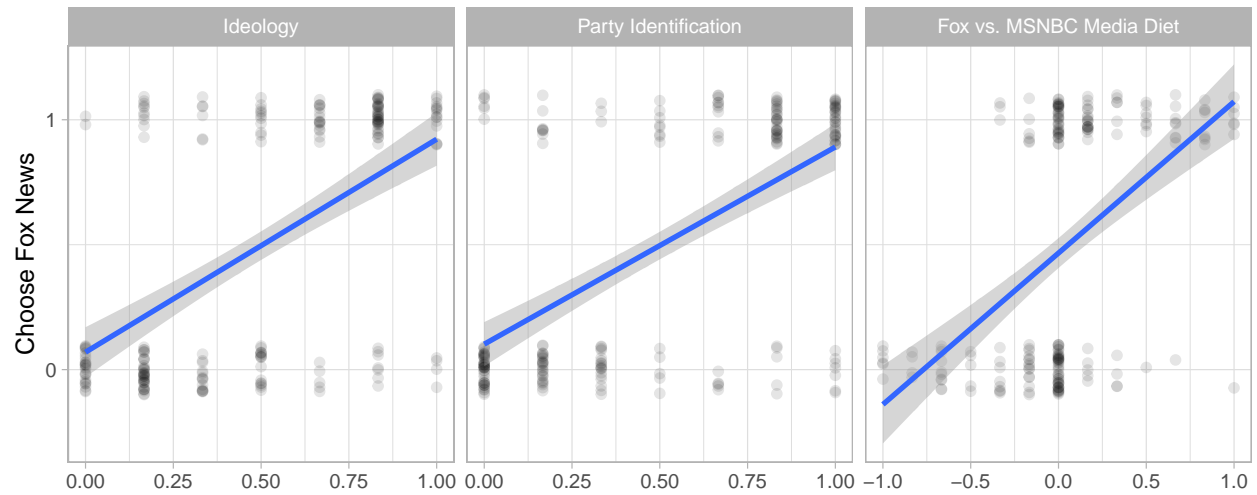 Ideology
Party Identification
Fox vs. MSNBC Media Diet
Choose Fox News
1
0
0.00 0.25 0.50 0.75 1.00
0.00 0.25 0.50 0.75 1.00
−1.0 −0.5 0.0 0.5 1.0